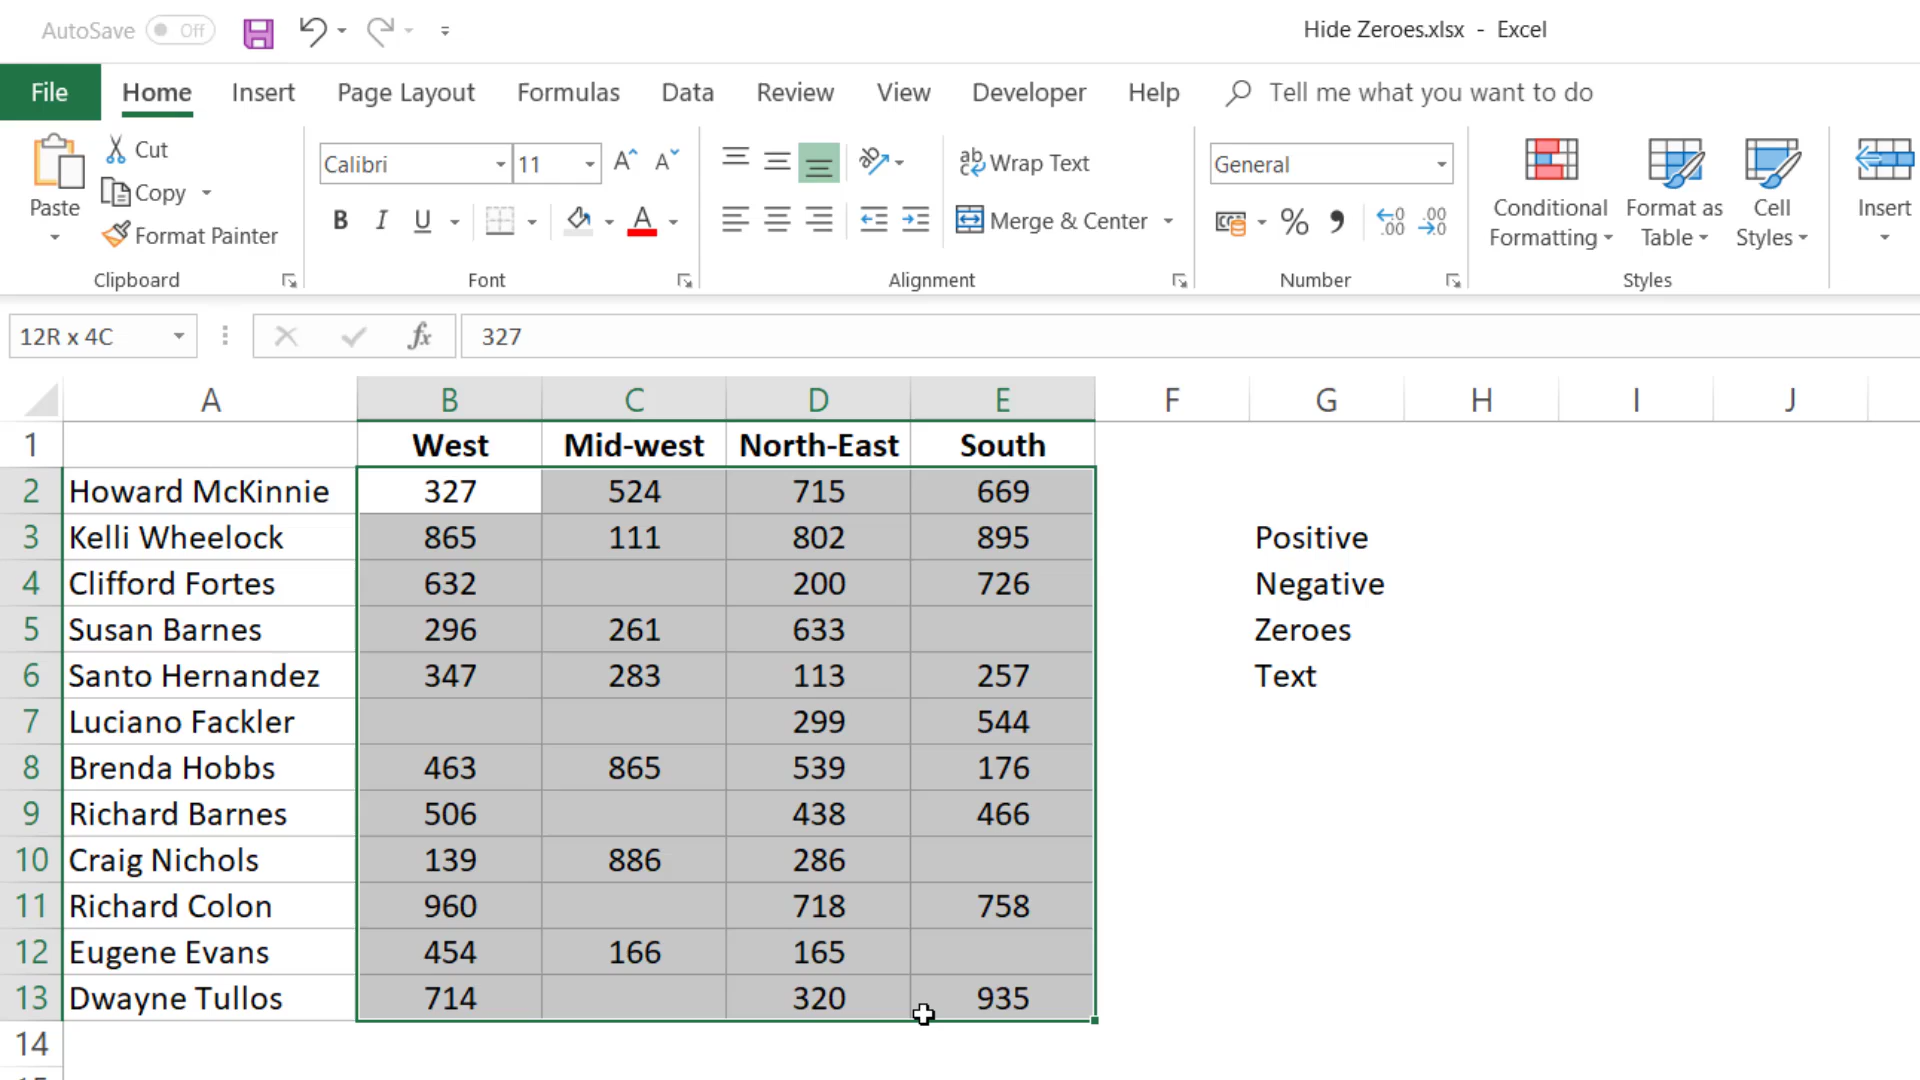 AutoSave Off Hide Zeroes.xlsx - Excel
File Home Insert Page Layout Formulas Data Review View Developer Help Tell me what you want to do
Paste Cut Copy Format Painter
Clipboard
Calibri 11 A A
B I U A
Font
ab Wrap Text
Merge & Center
Alignment
General
% 9 .00 .00 .0
Number
Conditional Formatting
Format as Table
Cell Styles
Styles
Insert
12R x 4C fx 327
A B C D E F G H I J
1 West Mid-west North-East South
2 Howard McKinnie 327 524 715 669
3 Kelli Wheelock 865 111 802 895 Positive
4 Clifford Fortes 632 200 726 Negative
5 Susan Barnes 296 261 633 Zeroes
6 Santo Hernandez 347 283 113 257 Text
7 Luciano Fackler 299 544
8 Brenda Hobbs 463 865 539 176
9 Richard Barnes 506 438 466
10 Craig Nichols 139 886 286
11 Richard Colon 960 718 758
12 Eugene Evans 454 166 165
13 Dwayne Tullos 714 320 935
14